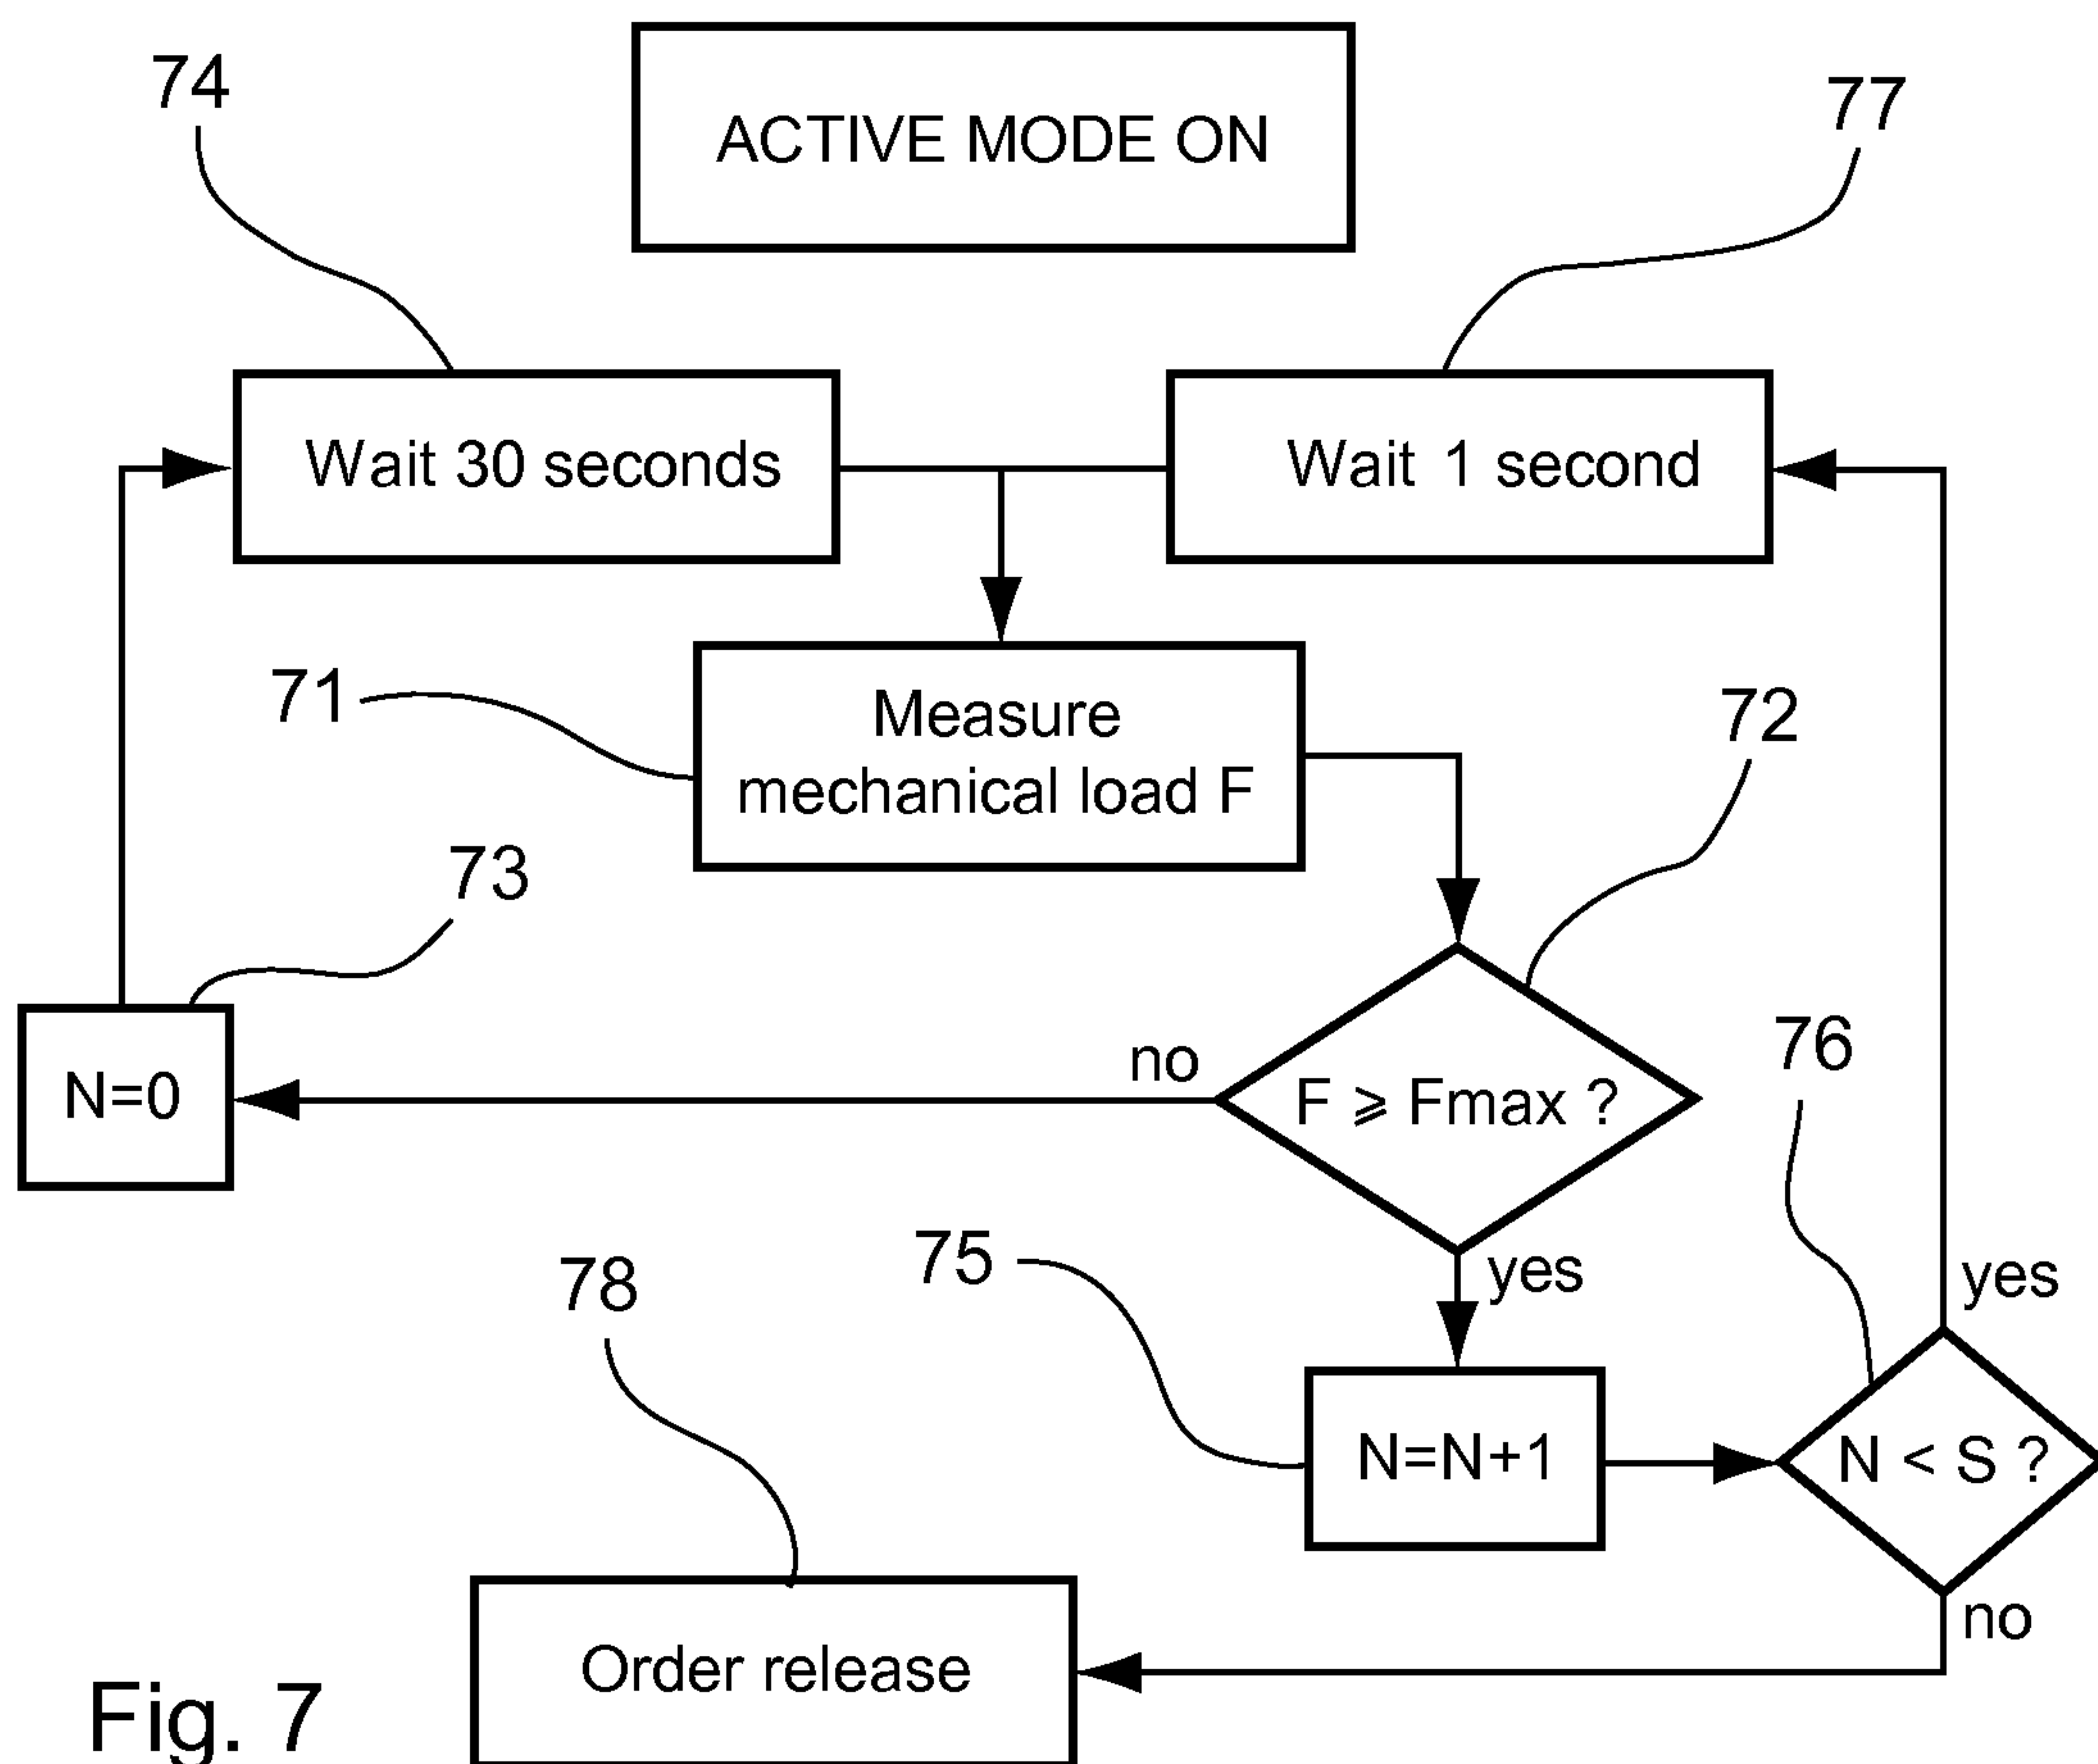 ACTIVE MODE ON
74
77
Wait 30 seconds
Wait 1 second
71
Measure
mechanical load F
72
73
N=0
no
F ⩾ Fmax ?
76
yes
75
N=N+1
N < S ?
yes
no
78
Order release
Fig. 7